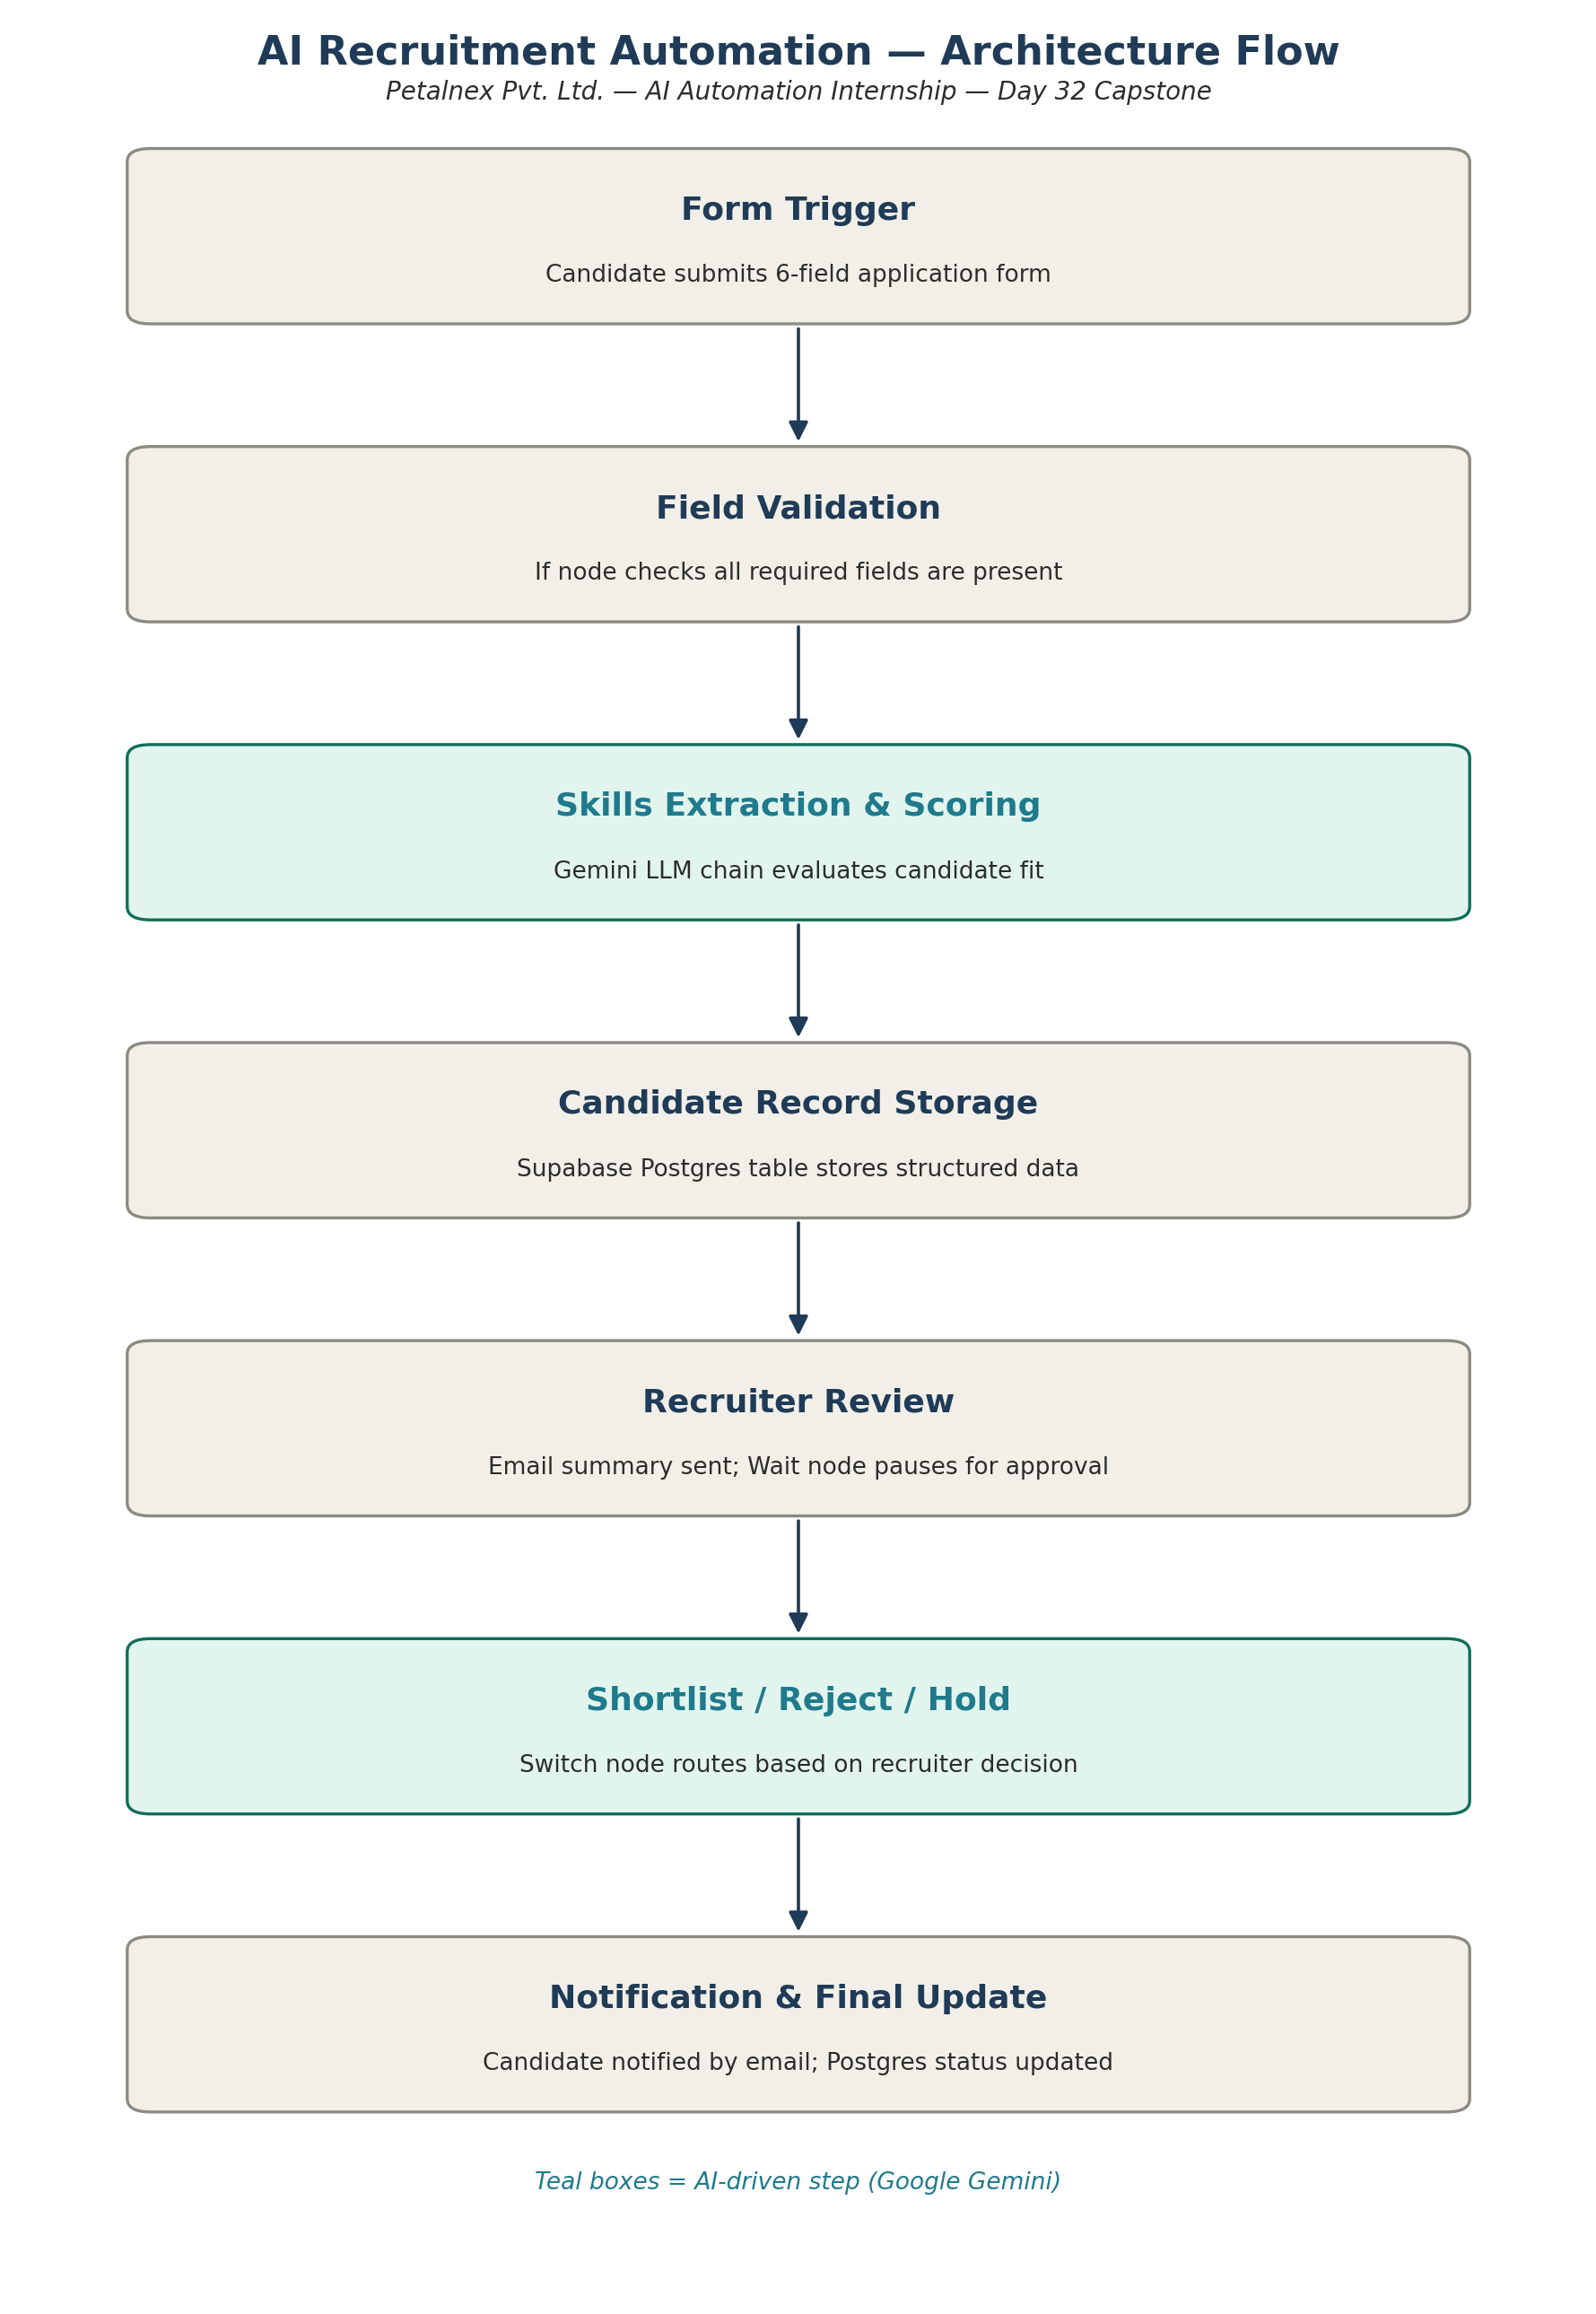 AI Recruitment Automation — Architecture Flow
Petalnex Pvt. Ltd. — AI Automation Internship — Day 32 Capstone
Form Trigger
Candidate submits 6-field application form
Field Validation
If node checks all required fields are present
Skills Extraction & Scoring
Gemini LLM chain evaluates candidate fit
Candidate Record Storage
Supabase Postgres table stores structured data
Recruiter Review
Email summary sent; Wait node pauses for approval
Shortlist / Reject / Hold
Switch node routes based on recruiter decision
Notification & Final Update
Candidate notified by email; Postgres status updated
Teal boxes = AI-driven step (Google Gemini)